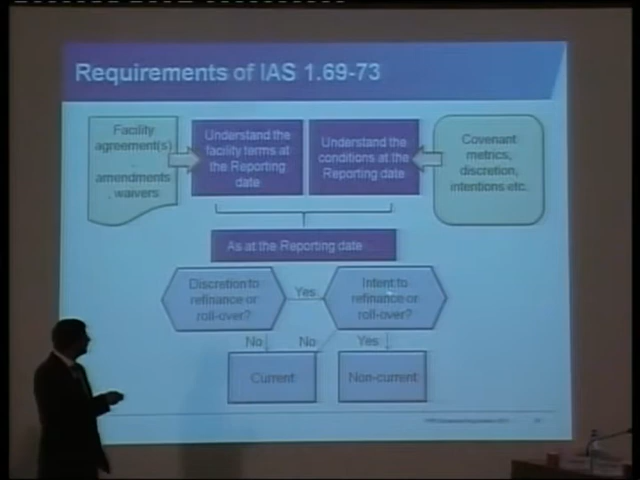 Requirements of IAS 1.69-73
Facility
agreement(s)
amendments
waivers
Understand the
facility terms at
the Reporting
date
Understand the
conditions at the
Reporting date
Covenant
metrics,
discretion,
intentions etc.
As at the Reporting date
Discretion to
refinance or
roll-over?
Yes
Intent to
refinance or
roll-over?
No
No
Yes
Current
Non-current